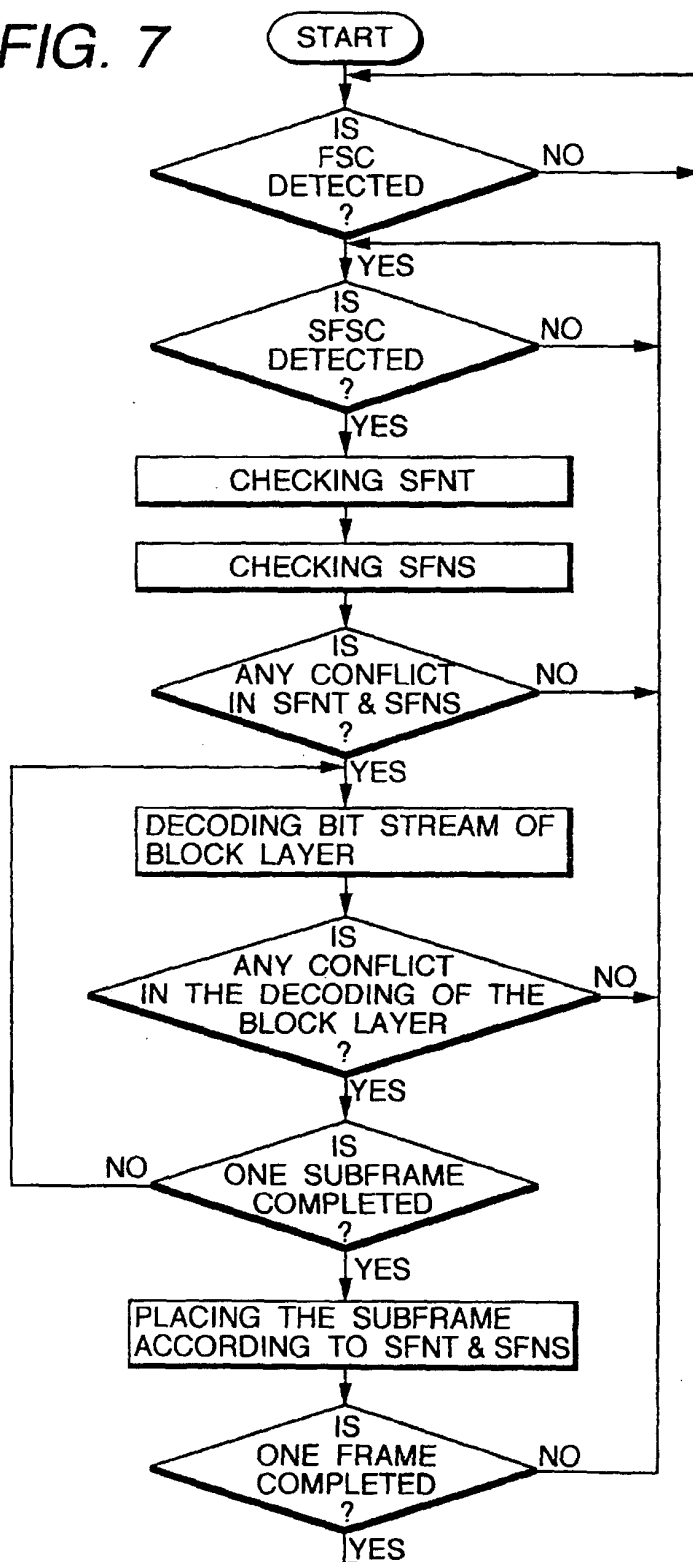 FIG. 7
START
IS
FSC
DETECTED
?
NO
YES
IS
SFSC
DETECTED
?
NO
YES
CHECKING SFNT
CHECKING SFNS
IS
ANY CONFLICT
IN SFNT & SFNS
?
NO
YES
DECODING BIT STREAM OF
BLOCK LAYER
IS
ANY CONFLICT
IN THE DECODING OF THE
BLOCK LAYER
?
NO
YES
IS
ONE SUBFRAME
COMPLETED
?
NO
YES
PLACING THE SUBFRAME
ACCORDING TO SFNT & SFNS
IS
ONE FRAME
COMPLETED
?
NO
YES